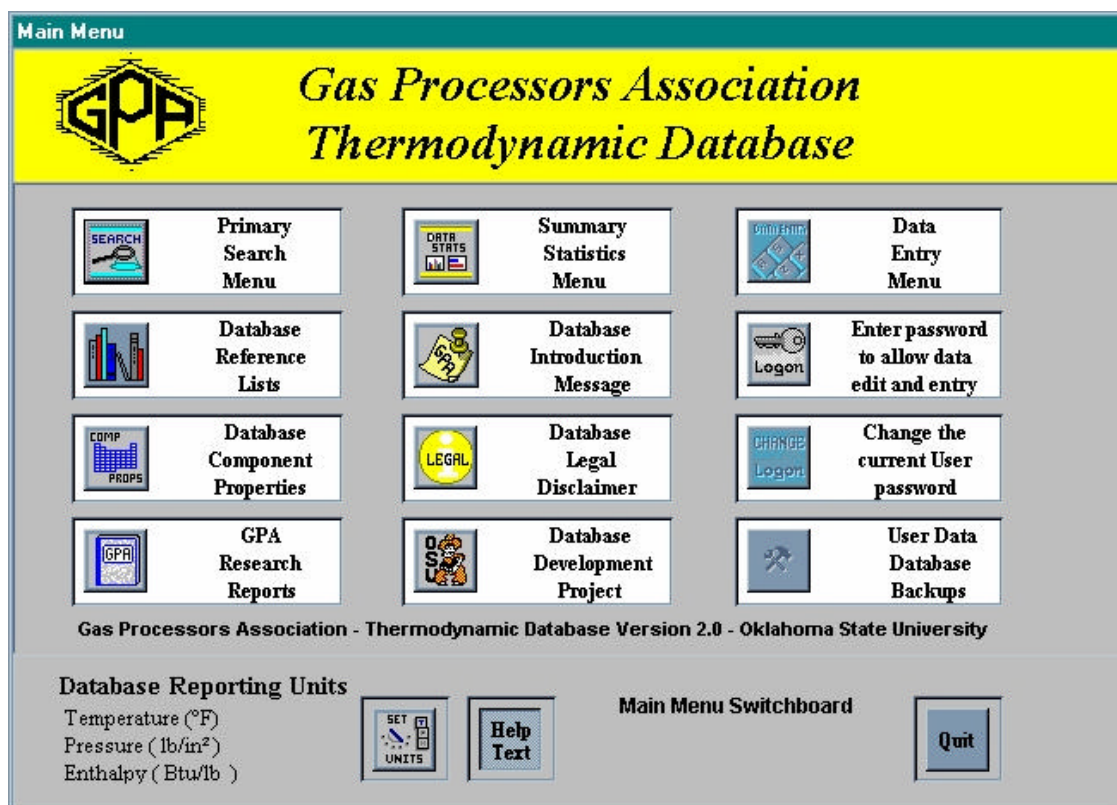 Main Menu
GPA
Gas Processors Association
Thermodynamic Database
SEARCH
Primary
Search
Menu
DATA
STATS
Summary
Statistics
Menu
DATA ENTRY
Data
Entry
Menu
Database
Reference
Lists
GPA
Database
Introduction
Message
Logon
Enter password
to allow data
edit and entry
COMP
PROPS
Database
Component
Properties
LEGAL
Database
Legal
Disclaimer
CHANGE
Logon
Change the
current User
password
GPA
GPA
Research
Reports
OSU
Database
Development
Project
User Data
Database
Backups
Gas Processors Association - Thermodynamic Database Version 2.0 - Oklahoma State University
Database Reporting Units
Temperature (°F)
Pressure ( lb/in²)
Enthalpy ( Btu/lb )
SET
UNITS
Help
Text
Main Menu Switchboard
Quit